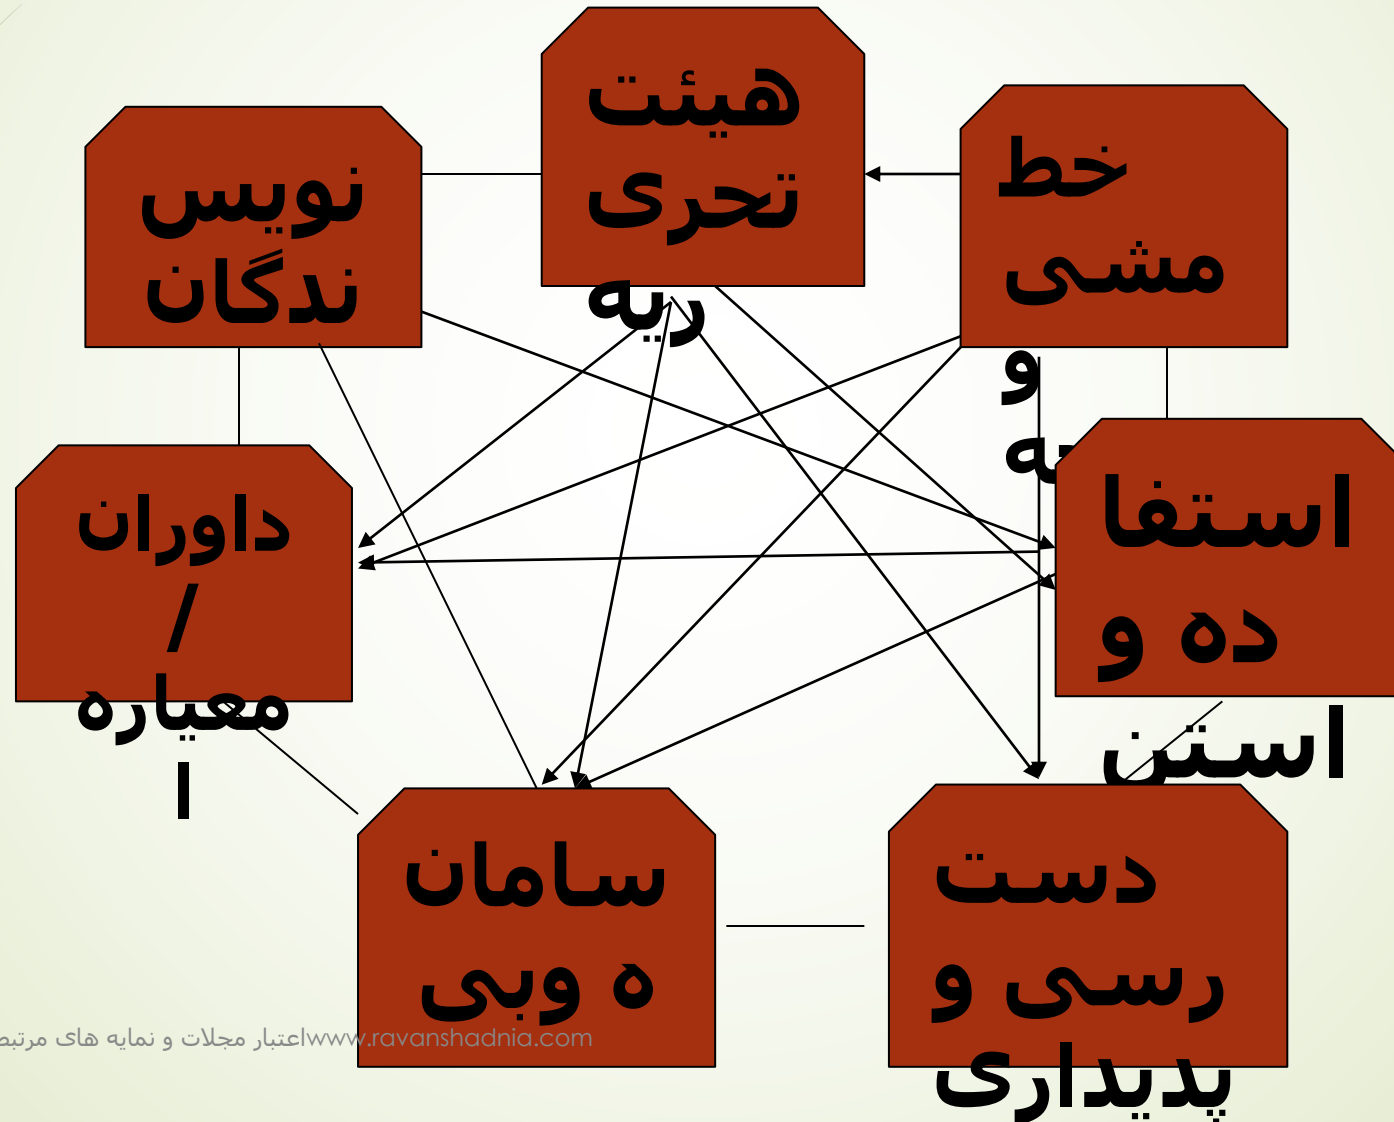 هیئت
تحری
ریه
خط
مشی
و
نویس
ندگان
داوران
/
معیاره
ا
استفا
ده و
استن
سامان
ه وبی
دست
رسی و
پدیداری
www.ravanshadnia.comاعتبار مجلات و نمایه های